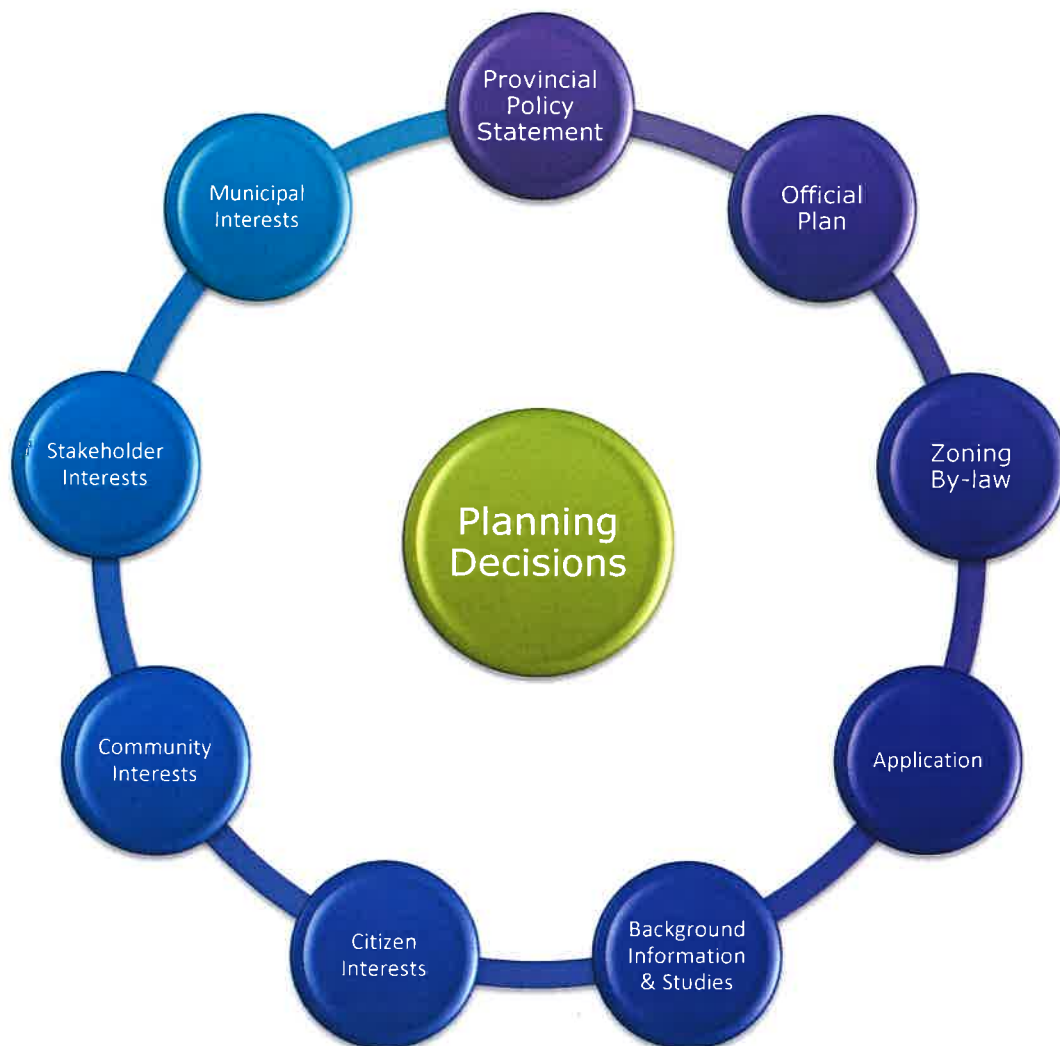 Provincial
Policy
Statement
Official
Plan
Zoning
By-law
Application
Background
Information
& Studies
Citizen
Interests
Community
Interests
Stakeholder
Interests
Municipal
Interests
Planning
Decisions